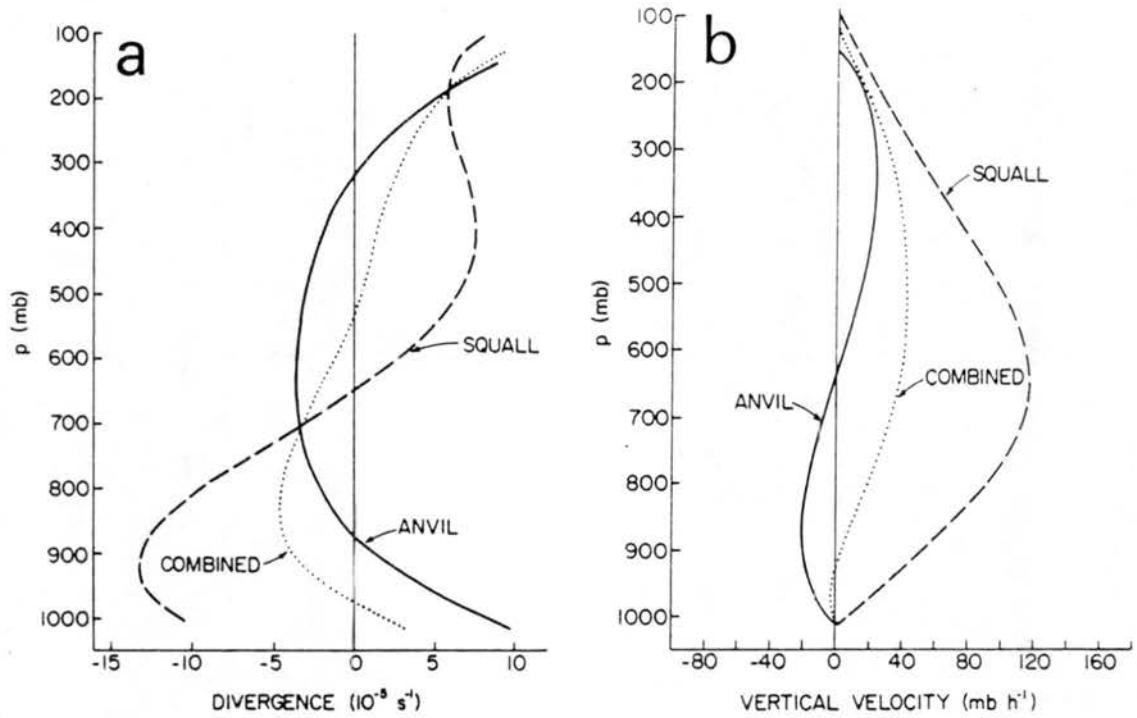 a
100
200
300
400
500
600
700
800
900
1000
p (mb)
SQUALL
ANVIL
COMBINED
-15
-10
-5
0
5
10
DIVERGENCE (10⁻⁵ s⁻¹)
b
100
200
300
400
500
600
700
800
900
1000
p (mb)
SQUALL
COMBINED
ANVIL
-80
-40
0
40
80
120
160
VERTICAL VELOCITY (mb h⁻¹)